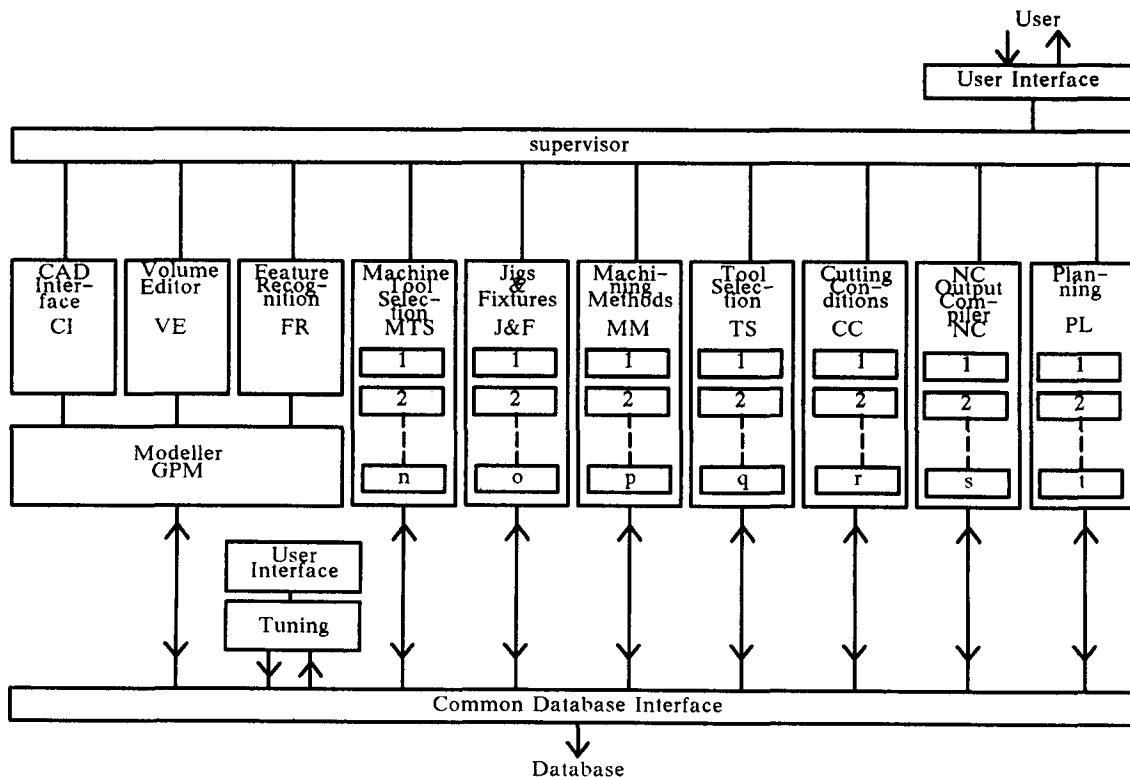 User
User Interface
supervisor
CAD
Inter-
face
CI
Volume
Editor
VE
Feature
Recog-
nition
FR
Machine
Tool
Selec-
tion
MTS
1
2
n
Jigs
&
Fixtures
J&F
1
2
o
Machi-
ning
Methods
MM
1
2
p
Tool
Selection
TS
1
2
q
Cutting
Con-
ditions
CC
1
2
r
NC
Output
Com-
piler
NC
1
2
s
Plan-
ning
PL
1
2
t
Modeller
GPM
User
Interface
Tuning
Common Database Interface
Database